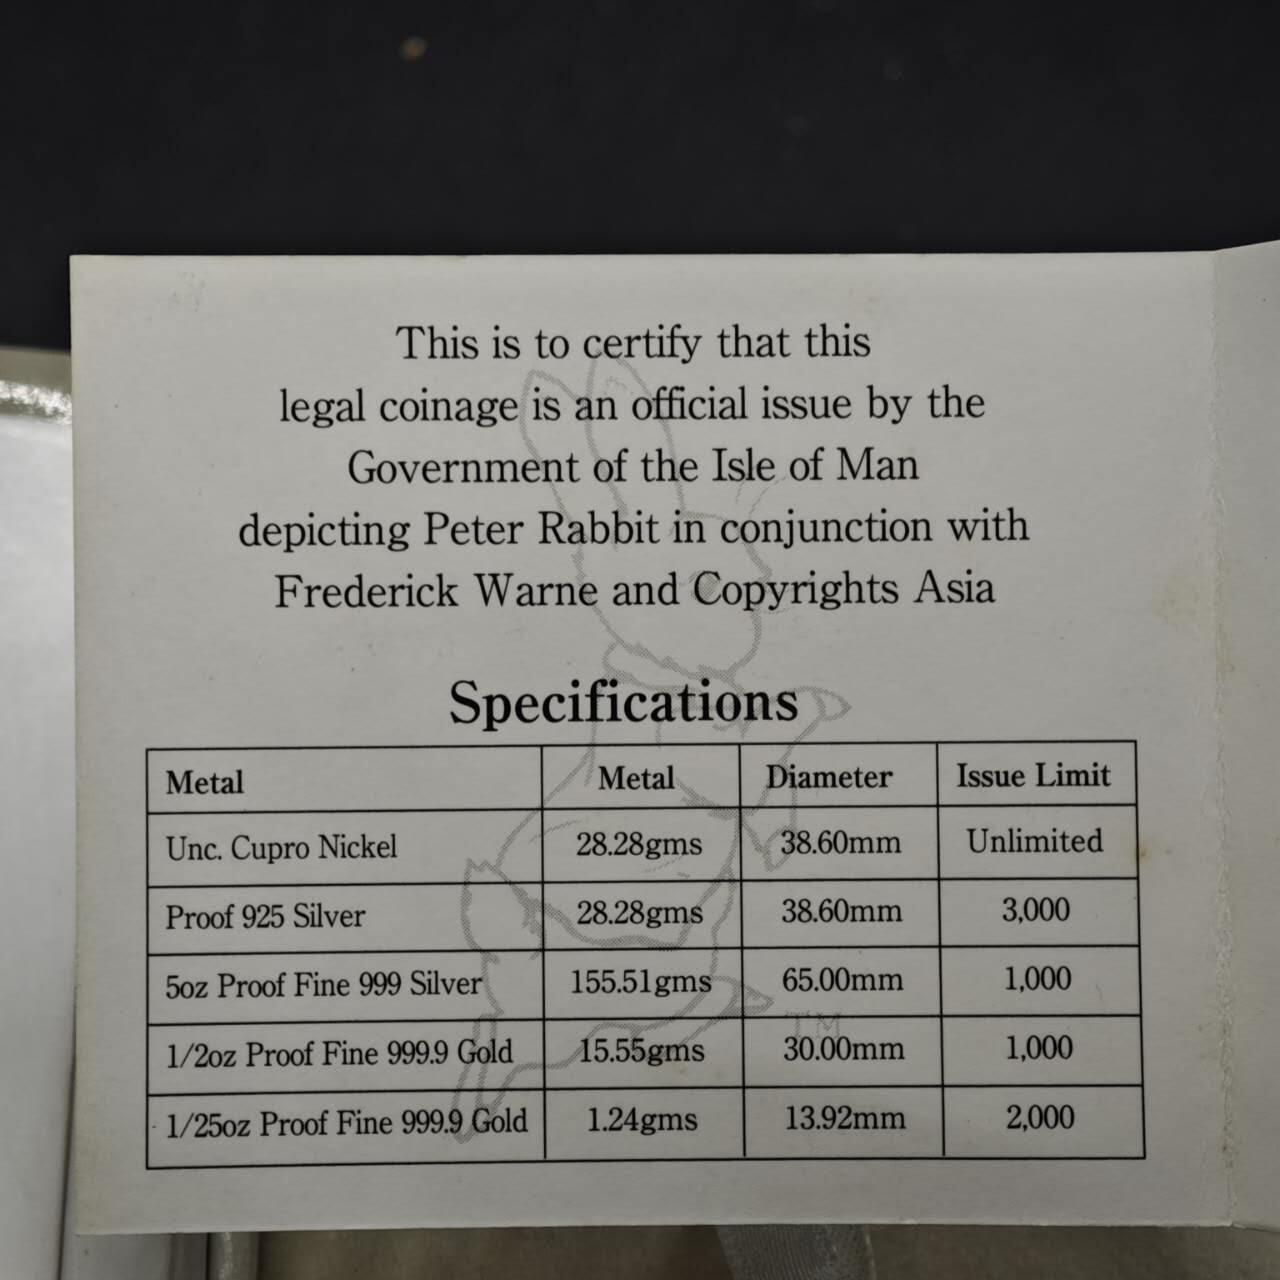 This is to certify that this
legal coinage is an official issue by the
Government of the Isle of Man
depicting Peter Rabbit in conjunction with
Frederick Warne and Copyrights Asia
Specifications
Metal Metal Diameter Issue Limit
Unc. Cupro Nickel 28.28gms 38.60mm Unlimited
Proof 925 Silver 28.28gms 38.60mm 3,000
5oz Proof Fine 999 Silver 155.51gms 65.00mm 1,000
TM
1/2oz Proof Fine 999.9 Gold 15.55gms 30.00mm 1,000
1/25oz Proof Fine 999.9 Gold 1.24gms 13.92mm 2,000